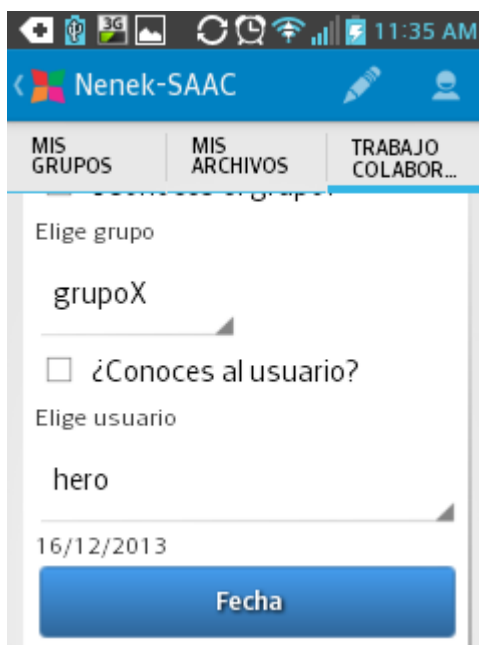 3G 11:35 AM
Nenek-SAAC
MIS GRUPOS
MIS ARCHIVOS
TRABAJO COLABOR...
Elige grupo
grupoX
¿Conoces al usuario?
Elige usuario
hero
16/12/2013
Fecha